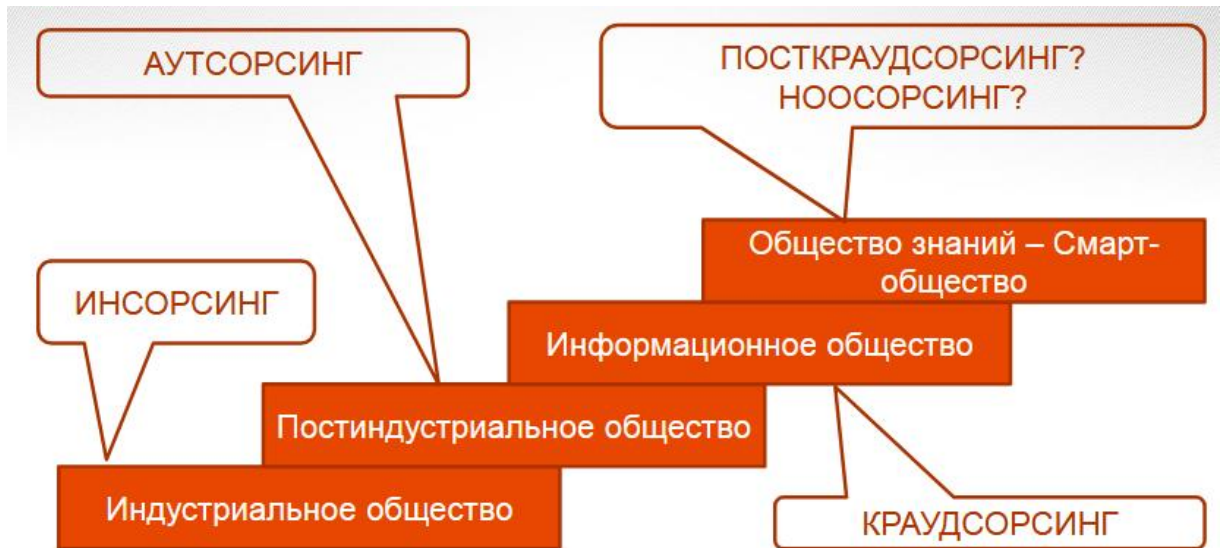 АУТСОРСИНГ
ПОСТКРАУДСОРСИНГ?
НООСОРСИНГ?
Общество знаний – Смарт-
общество
ИНСОРСИНГ
Информационное общество
Постиндустриальное общество
Индустриальное общество
КРАУДСОРСИНГ